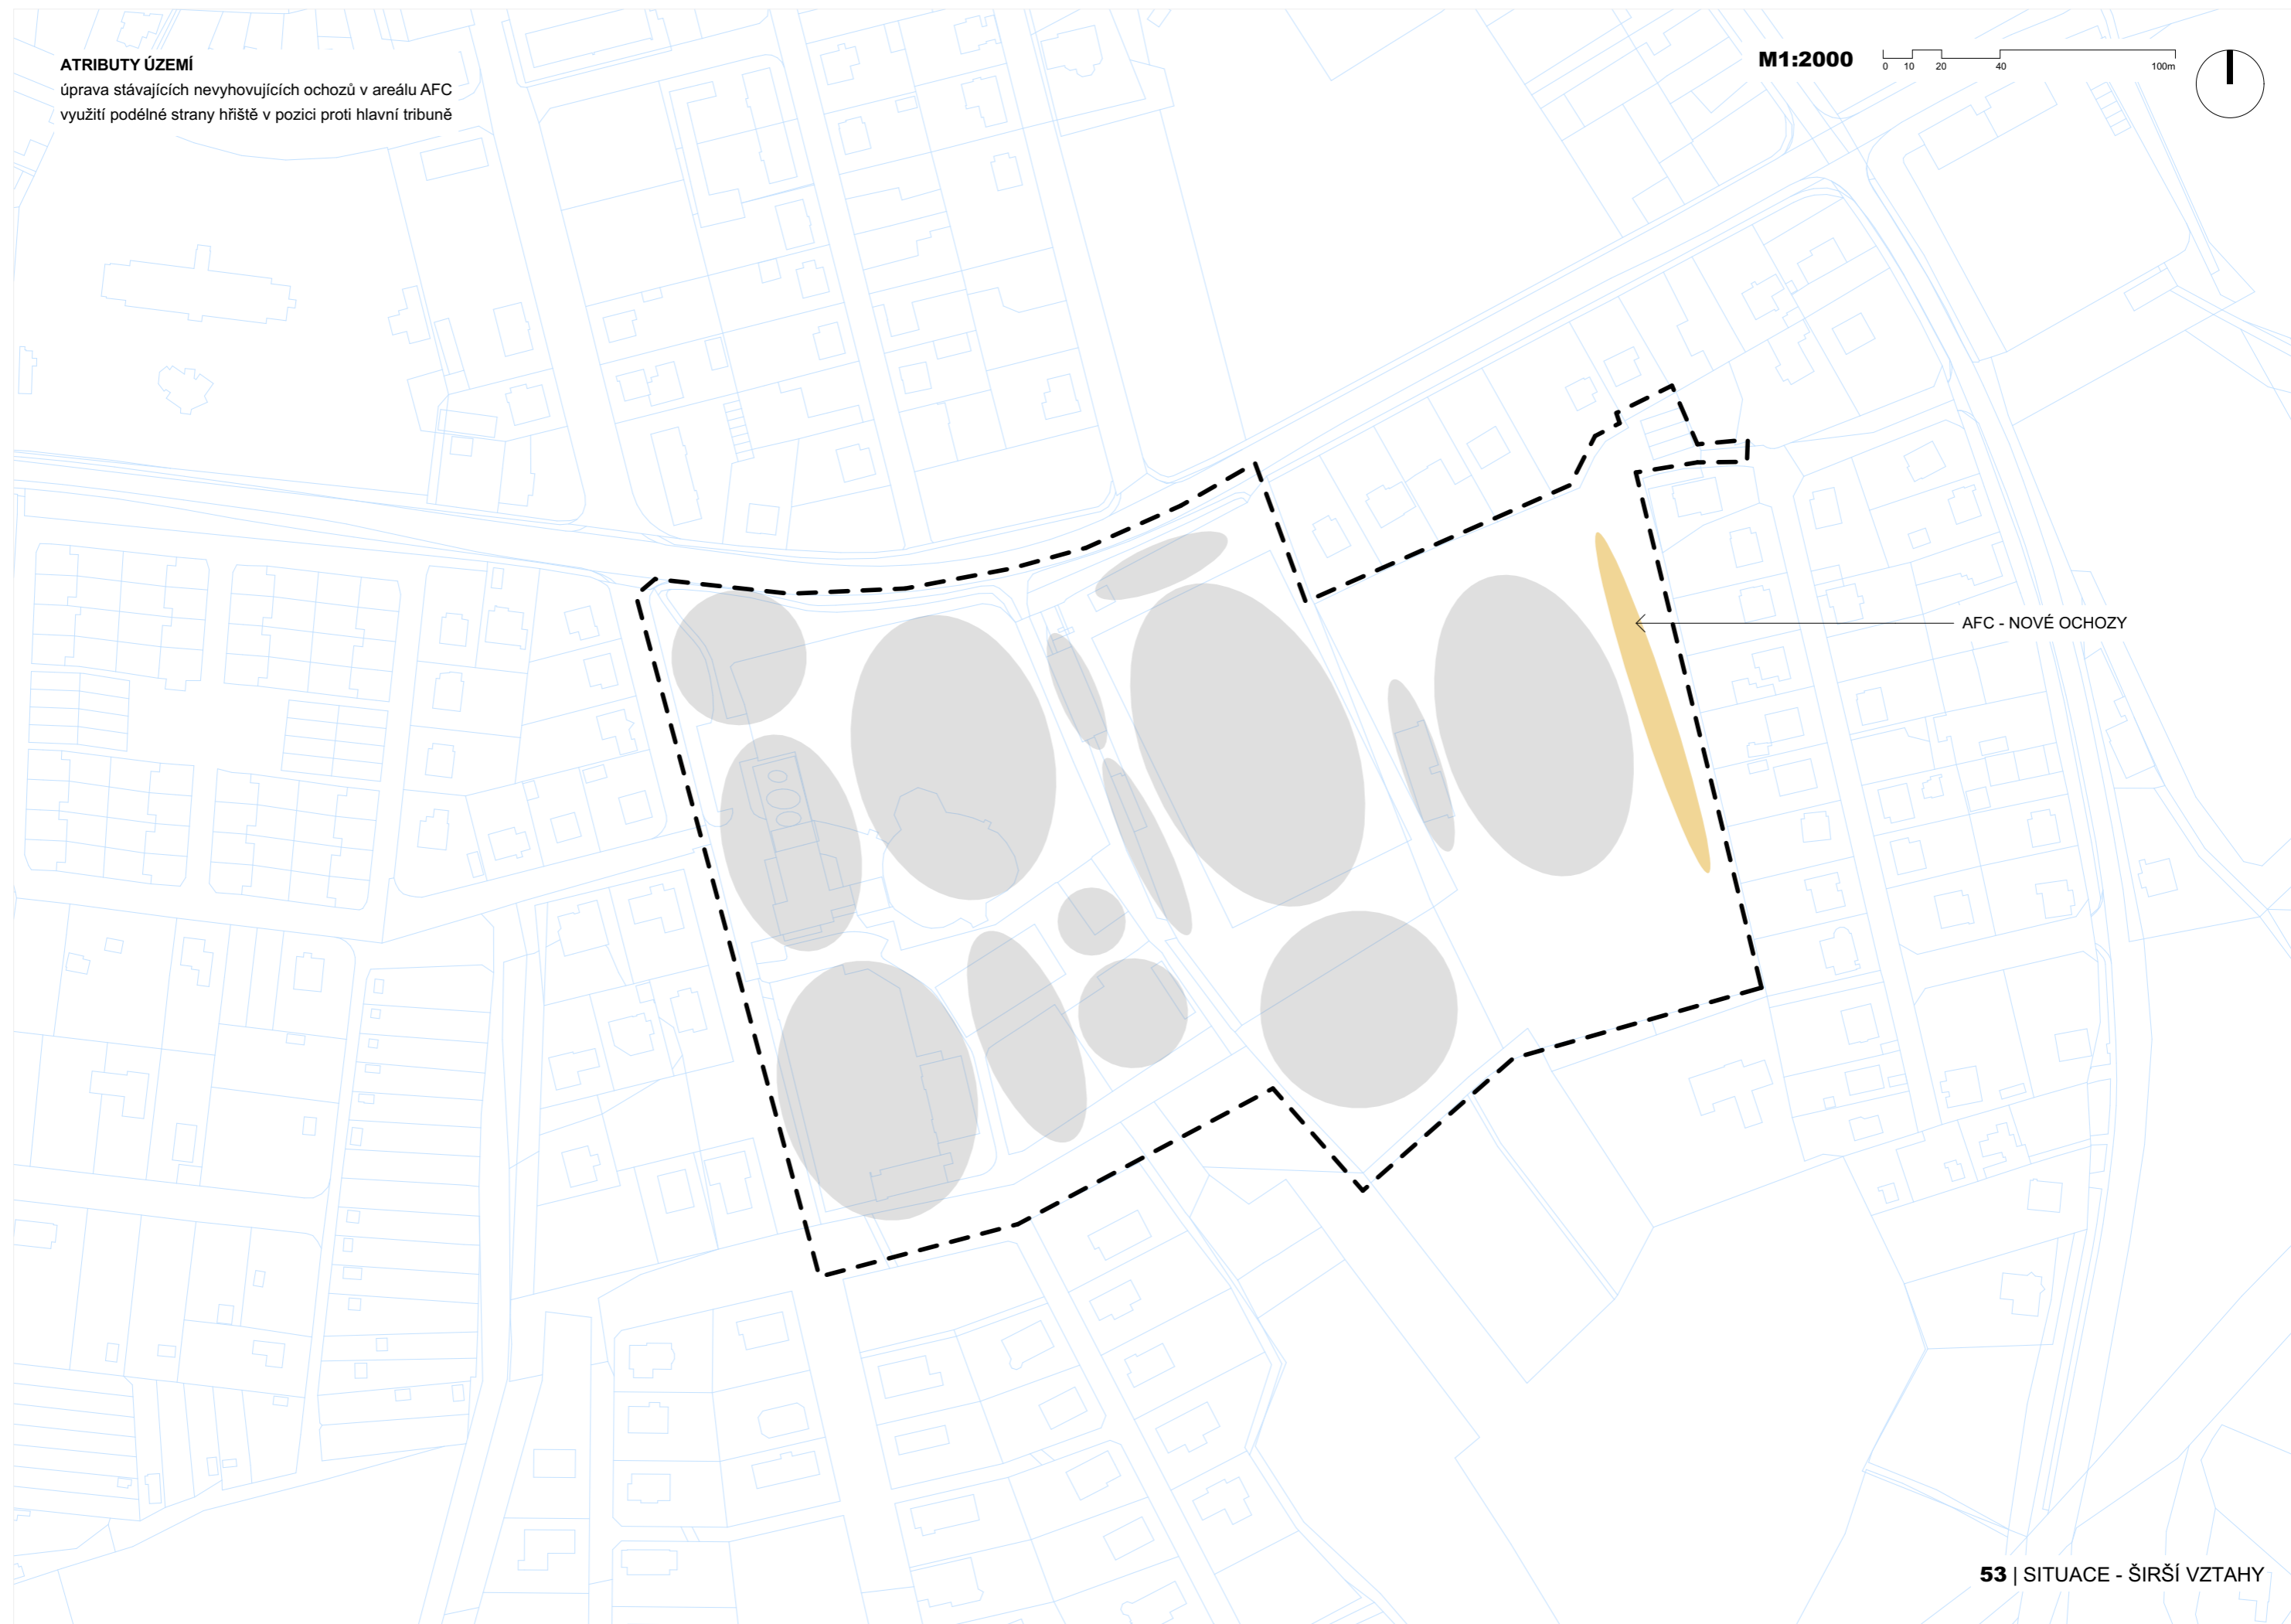 ATRIBUTY ÚZEMÍ
úprava stávajících nevyhovujících ochozů v areálu AFC
využití podélné strany hřiště v pozici proti hlavní tribuně
M1:2000
0 10 20 40 100m
AFC - NOVÉ OCHOZY
53 | SITUACE - ŠIRŠÍ VZTAHY